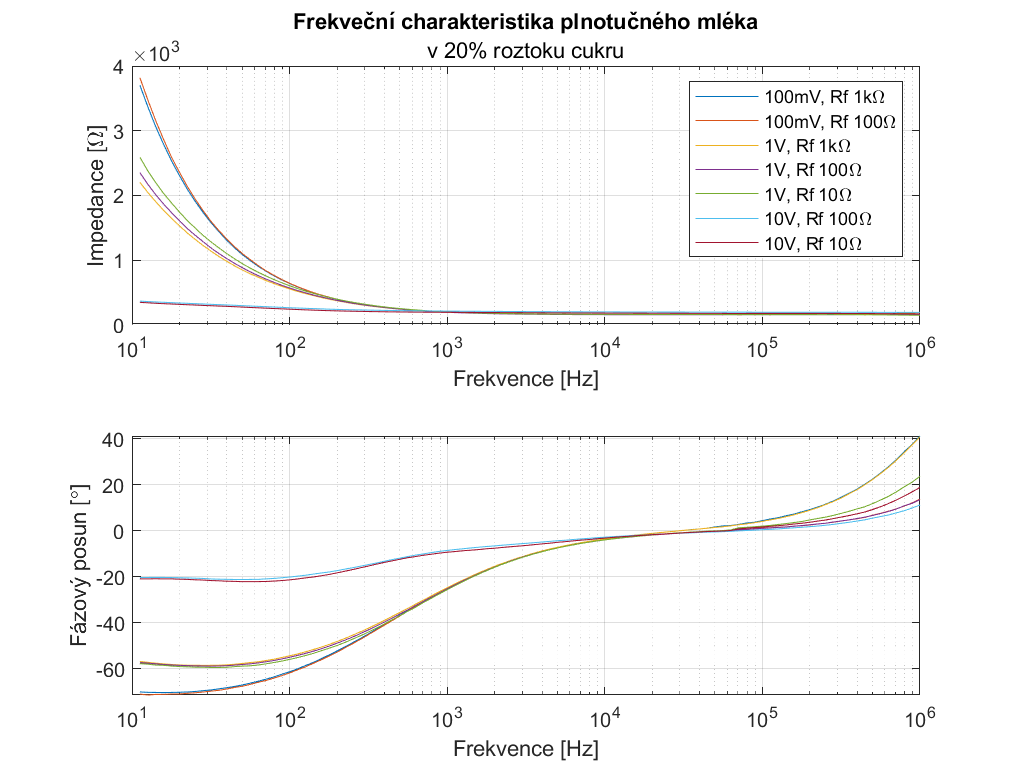 Frekveční charakteristika plnotučného mléka
v 20% roztoku cukru
×10^3
4
3
2
1
0
Impedance [Ω]
10^1 10^2 10^3 10^4 10^5 10^6
Frekvence [Hz]
100mV, Rf 1kΩ
100mV, Rf 100Ω
1V, Rf 1kΩ
1V, Rf 100Ω
1V, Rf 10Ω
10V, Rf 100Ω
10V, Rf 10Ω
40
20
0
-20
-40
-60
Fázový posun [°]
10^1 10^2 10^3 10^4 10^5 10^6
Frekvence [Hz]